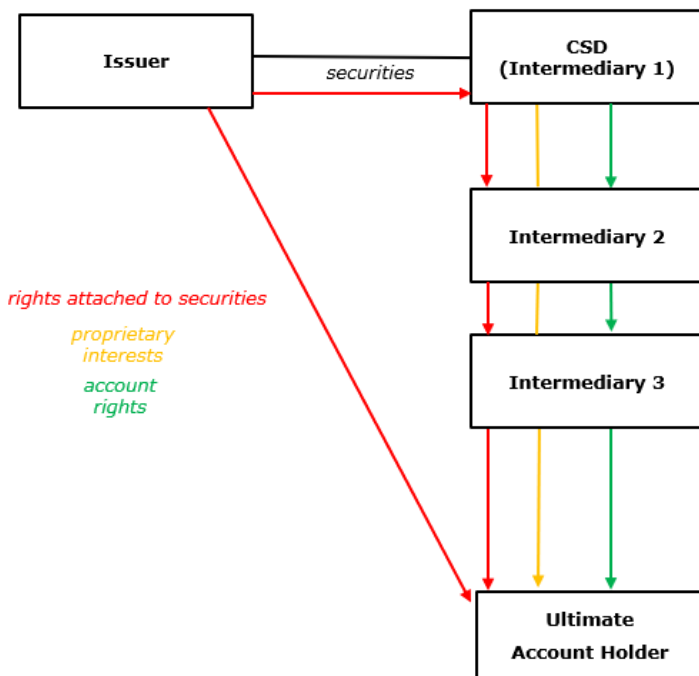 Issuer
CSD
(Intermediary 1)
securities
Intermediary 2
rights attached to securities
proprietary
interests
account
rights
Intermediary 3
Ultimate
Account Holder